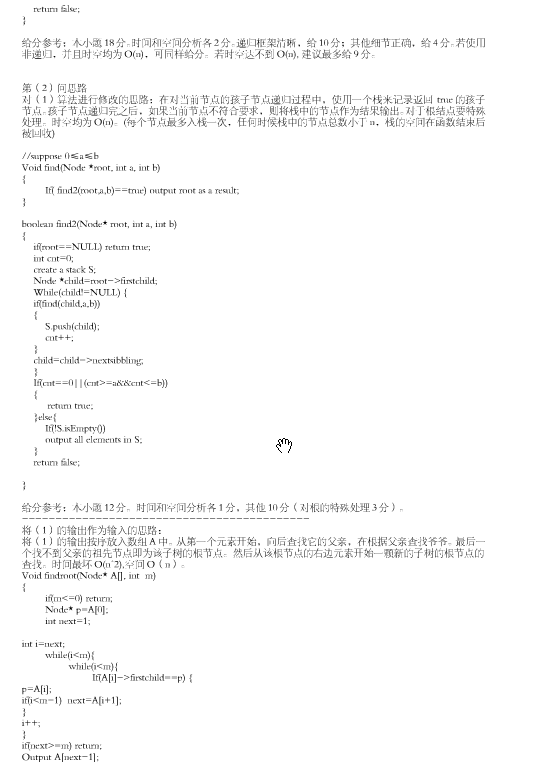 return false;
}
给分参考：本小题 18 分。时间和空间分析各 2 分。递归框架清晰，给 10 分；其他细节正确，给 4 分。若使用
非递归，并且时空均为 O(n)，可同样给分。若时空达不到 O(n)，建议最多给 9 分。
第（2）问思路
对（1）算法进行修改的思路：在对当前节点的孩子节点递归过程中，使用一个栈来记录返回 true 的孩子
节点。孩子节点递归完之后，如果当前节点不符合要求，则将栈中的节点作为结果输出。对于根结点要特殊
处理。时空均为 O(n)。(每个节点最多入栈一次，任何时候栈中的节点总数小于 n，栈的空间在函数结束后
被回收)
//suppose 0≤a≤b
Void find(Node *root, int a, int b)
{
If( find2(root,a,b)==true) output root as a result;
}
boolean find2(Node* root, int a, int b)
{
if(root==NULL) return true;
int cnt=0;
create a stack S;
Node *child=root->firstchild;
While(child!=NULL) {
if(find(child,a,b))
{
S.push(child);
cnt++;
}
child=child->nextsibbling;
}
If(cnt==0||(cnt>=a&&cnt<=b))
{
return true;
}else{
If(!S.isEmpty())
output all elements in S;
}
return false;
}
给分参考：本小题 12 分。时间和空间分析各 1 分，其他 10 分（对根的特殊处理 3 分）。
------------------------------------------
将（1）的输出作为输入的思路：
将（1）的输出按序放入数组 A 中。从第一个元素开始，向后查找它的父亲，在根据父亲查找爷爷。最后一
个找不到父亲的祖先节点即为该子树的根节点。然后从该根节点的右边元素开始一颗新的子树的根节点的
查找。时间最坏 O(n^2),空间 O（n）。
Void findroot(Node* A[], int m)
{
if(m<=0) return;
Node* p=A[0];
int next=1;
int i=next;
while(i<m){
while(i<m){
If(A[i]->firstchild==p) {
p=A[i];
if(i<m-1) next=A[i+1];
}
i++;
}
if(next>=m) return;
Output A[next-1];